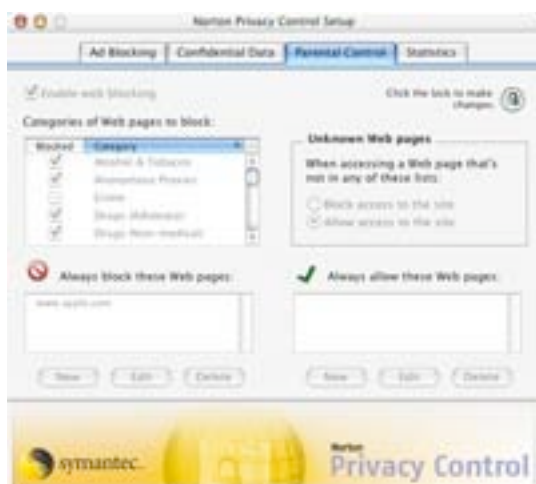 Norton Privacy Control Setup
Ad Blocking
Confidential Data
Parental Control
Statistics
Enable web blocking
Click the lock to make
changes.
Categories of Web pages to block:
Blocked
Category
Alcohol & Tobacco
Anonymous Proxies
Crime
Drugs (Advocacy)
Drugs (Non-medical)
Unknown Web pages
When accessing a Web page that's
not in any of these lists:
Block access to the site
Allow access to the site
Always block these Web pages:
New
Edit
Delete
Always allow these Web pages:
New
Edit
Delete
symantec.
Norton
Privacy Control